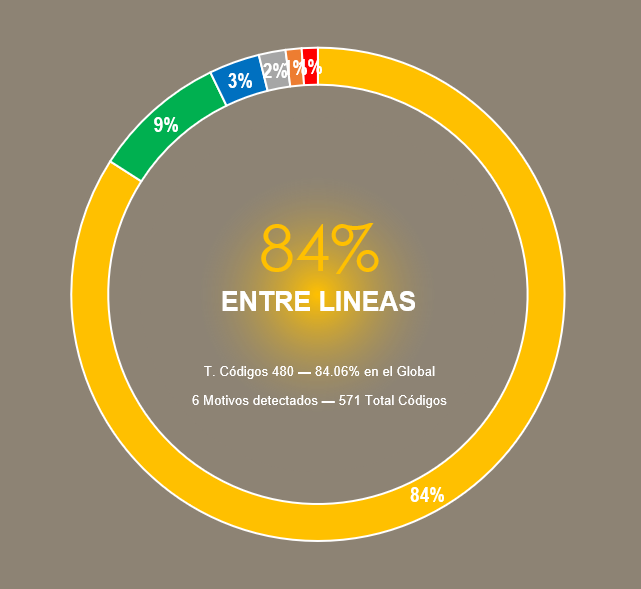 3%
2%
1%
1%
9%
84%
ENTRE LINEAS
T. Códigos 480 — 84.06% en el Global
6 Motivos detectados — 571 Total Códigos
84%